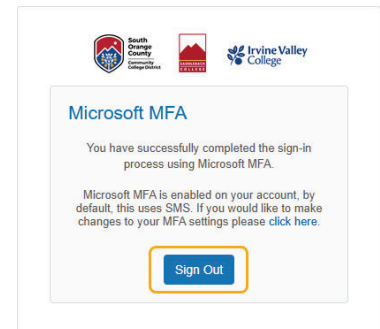 South
Orange
County
Community
College District
SADDLEBACK
COLLEGE
Irvine Valley
College
Microsoft MFA
You have successfully completed the sign-in
process using Microsoft MFA.
Microsoft MFA is enabled on your account, by
default, this uses SMS. If you would like to make
changes to your MFA settings please click here.
Sign Out